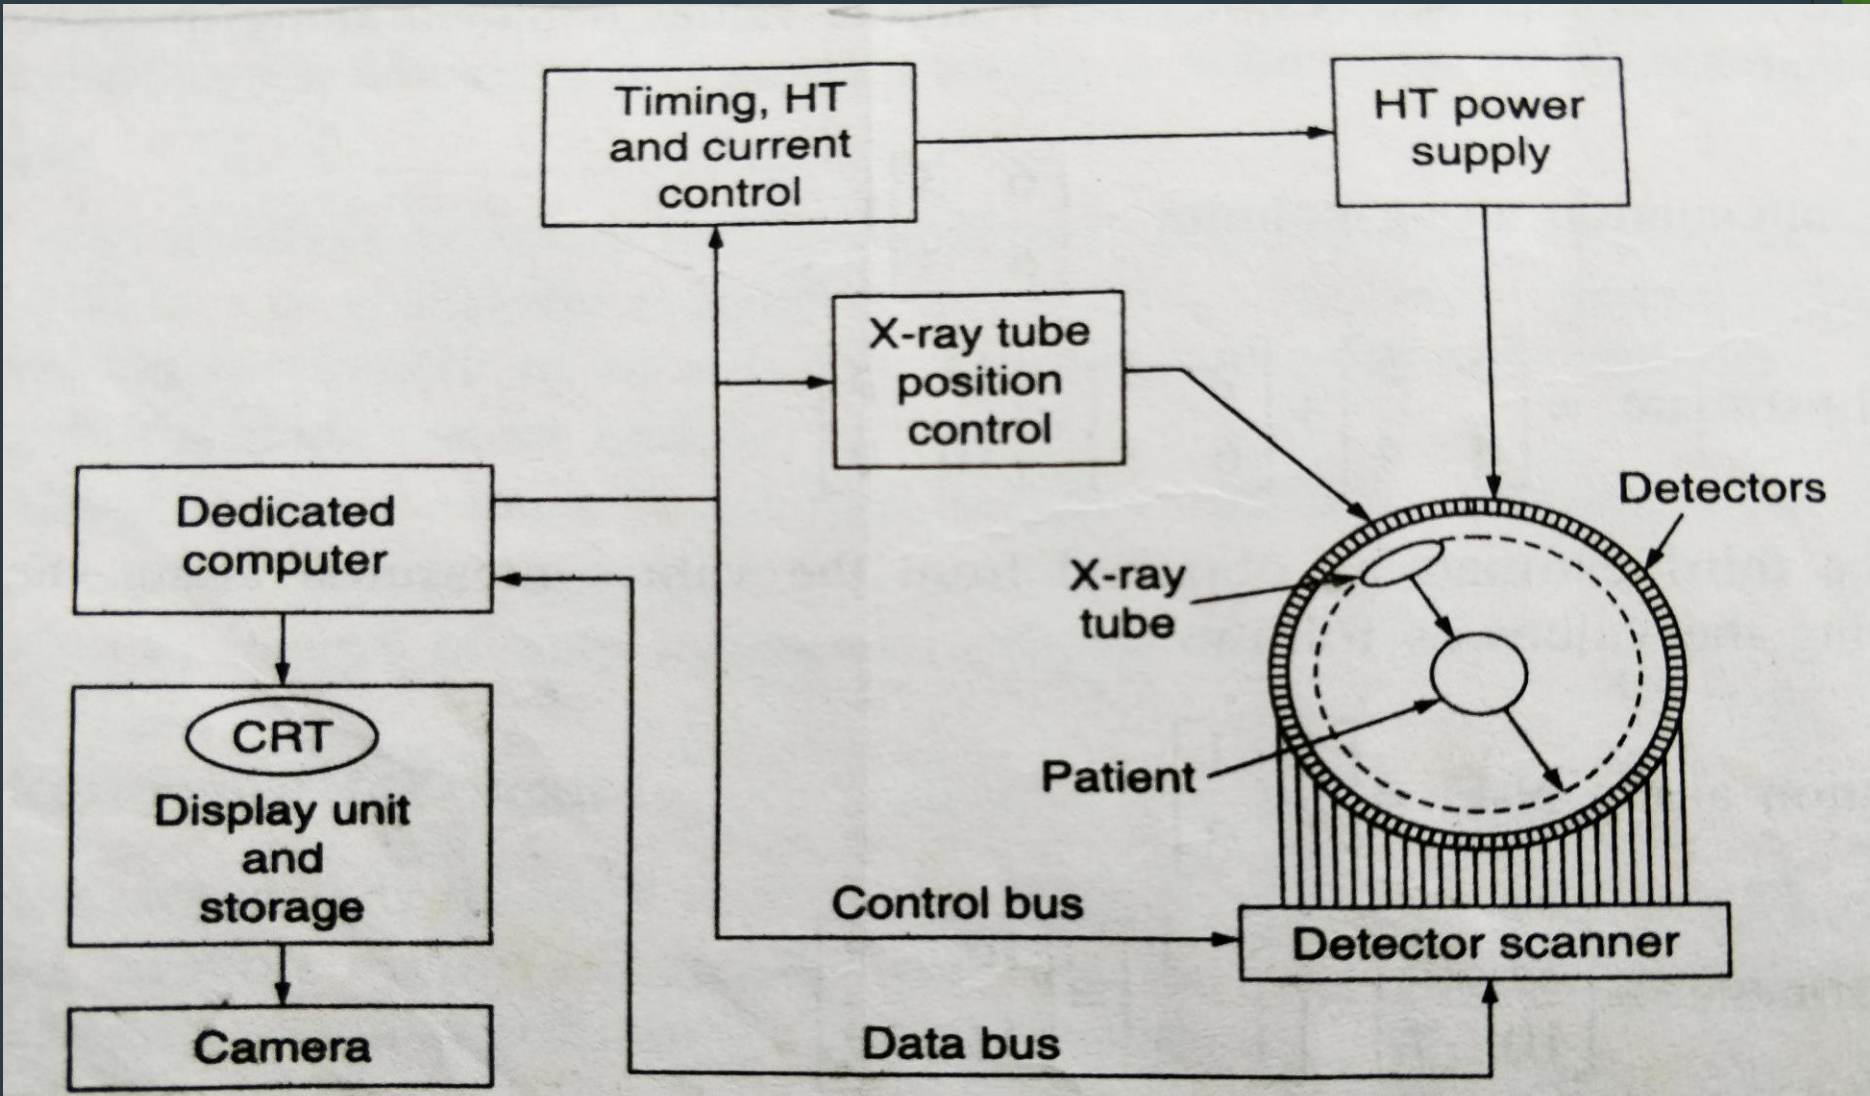 Timing, HT
and current
control
HT power
supply
X-ray tube
position
control
Dedicated
computer
Detectors
X-ray
tube
CRT
Display unit
and
storage
Patient
Control bus
Detector scanner
Camera
Data bus